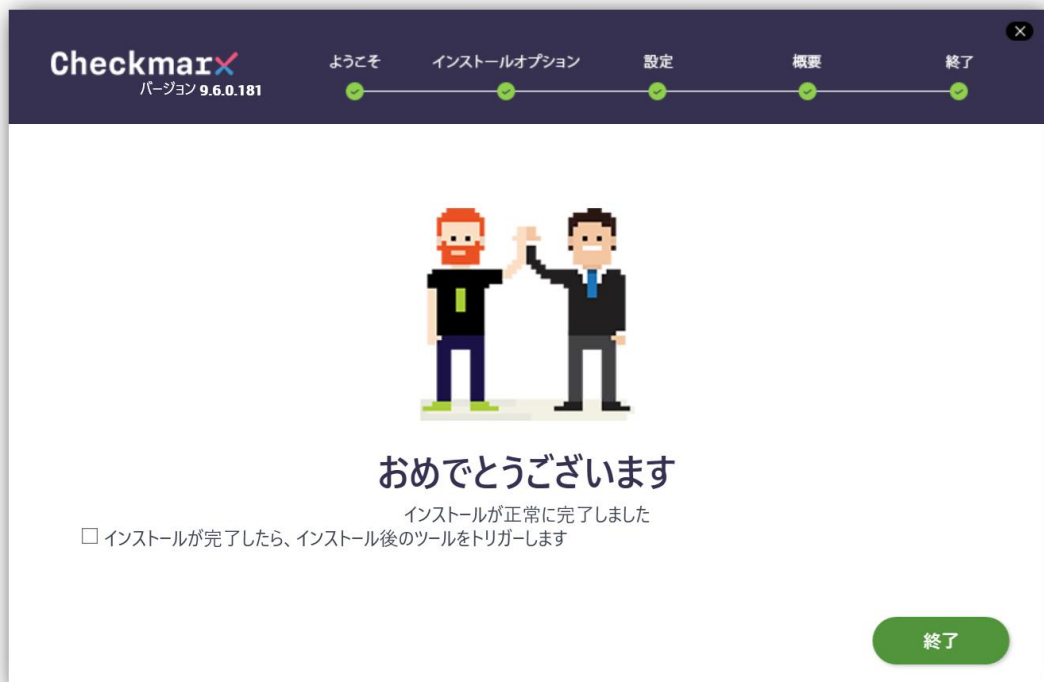 Checkmarx
バージョン 9.6.0.181
ようこそ
インストールオプション
設定
概要
終了
おめでとうございます
インストールが正常に完了しました
インストールが完了したら、インストール後のツールをトリガーします
終了